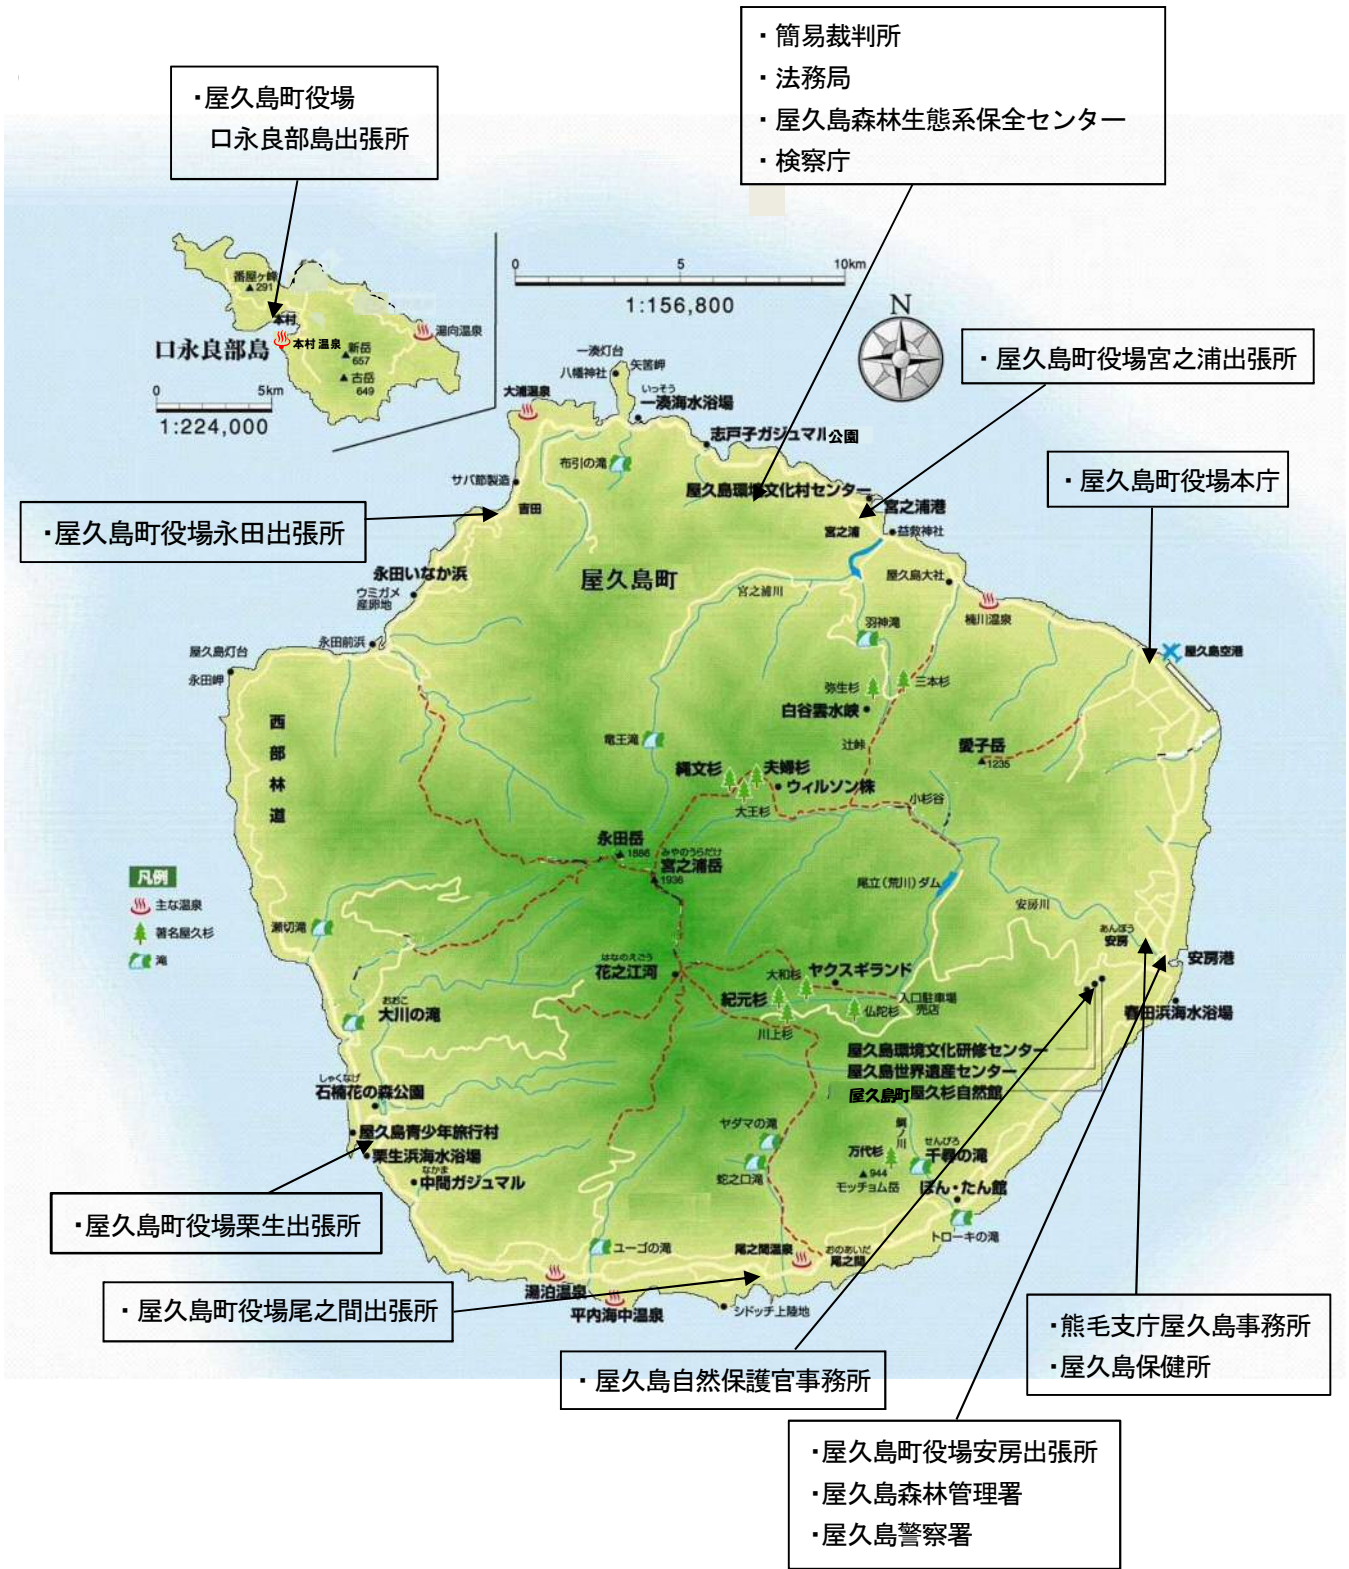 ・簡易裁判所
・法務局
・屋久島森林生態系保全センター
・検察庁
・屋久島町役場
口永良部島出張所
番屋ヶ峰
▲291
本村
本村温泉
湯向温泉
口永良部島
新岳
657
古岳
649
0 5km
1:224,000
0 5 10km
1:156,800
N
・屋久島町役場宮之浦出張所
・屋久島町役場本庁
・屋久島町役場永田出張所
一湊灯台
矢筈岬
八幡神社
いっそう
一湊海水浴場
大浦温泉
志戸子ガジュマル公園
布引の滝
サバ節製造
吉田
屋久島環境文化村センター
宮之浦港
宮之浦
益救神社
永田いなか浜
ウミガメ
産卵地
屋久島町
宮之浦川
屋久島大社
楠川温泉
羽神滝
永田前浜
屋久島灯台
永田岬
屋久島空港
弥生杉
三本杉
白谷雲水峡
西部林道
竜王滝
辻峠
愛子岳
▲1235
縄文杉
夫婦杉
ウィルソン株
大王杉
小杉谷
永田岳
▲1886
みやのうらだけ
宮之浦岳
▲1936
凡例
主な温泉
著名屋久杉
滝
尾立(荒川)ダム
安房川
あんぼう
安房
安房港
瀬切滝
はなのえごう
花之江河
大和杉
ヤクスギランド
紀元杉
仏陀杉
入口駐車場
売店
川上杉
春田浜海水浴場
おおこ
大川の滝
屋久島環境文化研修センター
屋久島世界遺産センター
屋久島町屋久杉自然館
しゃくなげ
石楠花の森公園
屋久島青少年旅行村
栗生浜海水浴場
なかま
中間ガジュマル
ヤダマの滝
蛇之口滝
鯛ノ川
万代杉
せんぴろ
千尋の滝
▲944
モッチョム岳
ぽん・たん館
トローキの滝
・屋久島町役場栗生出張所
ユーゴの滝
尾之間温泉
おのあいだ
尾之間
湯泊温泉
平内海中温泉
シドッチ上陸地
・屋久島町役場尾之間出張所
・屋久島自然保護官事務所
・熊毛支庁屋久島事務所
・屋久島保健所
・屋久島町役場安房出張所
・屋久島森林管理署
・屋久島警察署